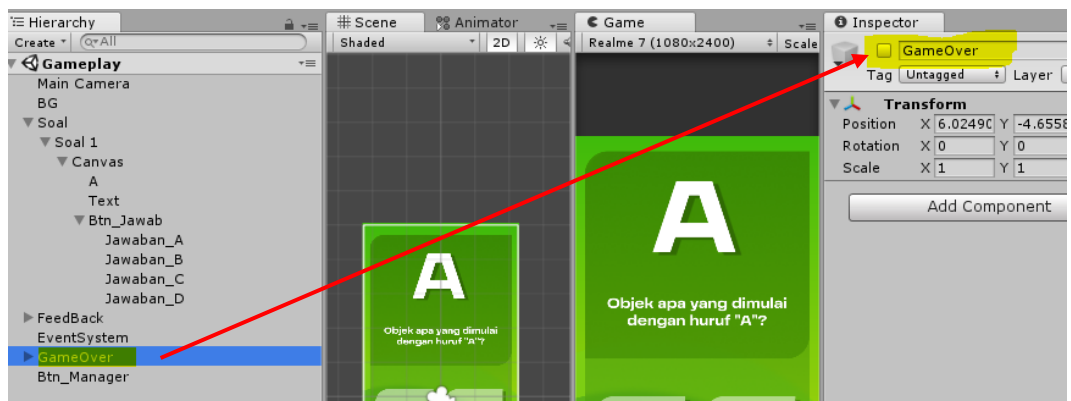 Hierarchy
Create
All
Gameplay
Main Camera
BG
Soal
Soal 1
Canvas
A
Text
Btn_Jawab
Jawaban_A
Jawaban_B
Jawaban_C
Jawaban_D
FeedBack
EventSystem
GameOver
Btn_Manager
Scene
Animator
Shaded
2D
A
Objek apa yang dimulai
dengan huruf "A"?
Game
Realme 7 (1080x2400)
Scale
A
Objek apa yang dimulai
dengan huruf "A"?
Inspector
GameOver
Tag Untagged Layer
Transform
Position X 6.0249 Y -4.6558
Rotation X 0 Y 0
Scale X 1 Y 1
Add Component